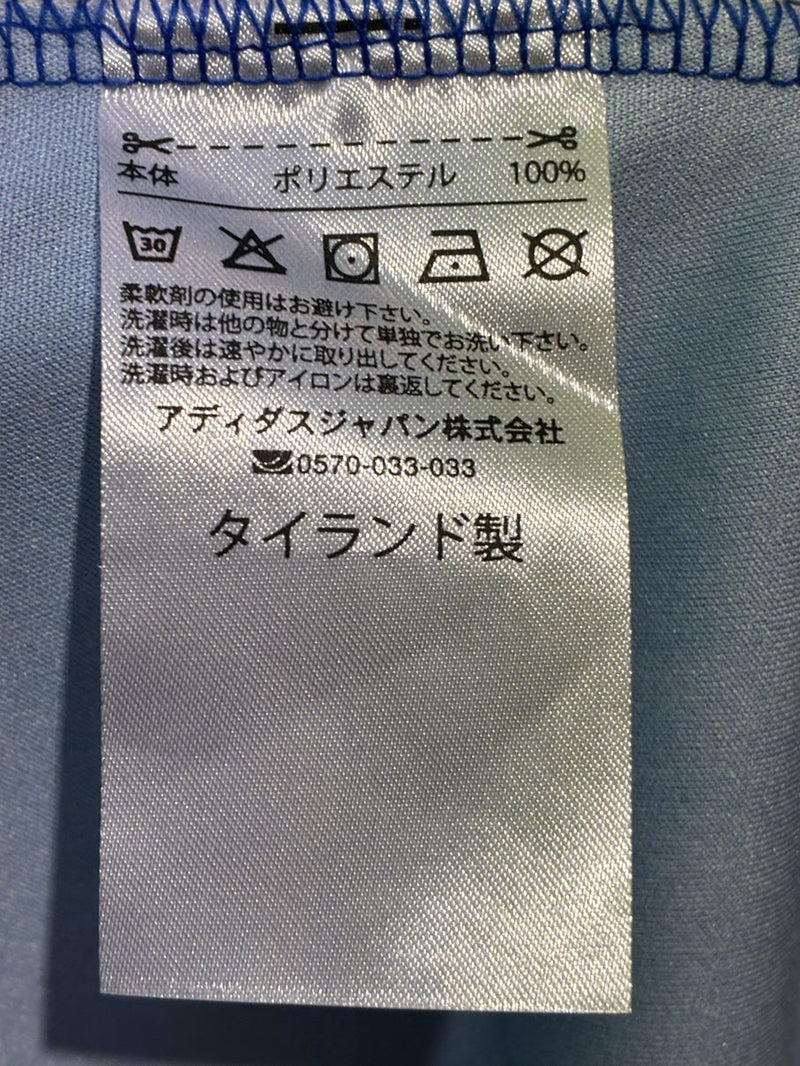 本体 ポリエステル 100%
30
柔軟剤の使用はお避け下さい。
洗濯時は他の物と分けて単独でお洗い下さい。
洗濯後は速やかに取り出してください。
洗濯時およびアイロンは裏返してください。
アディダスジャパン株式会社
0570-033-033
タイランド製